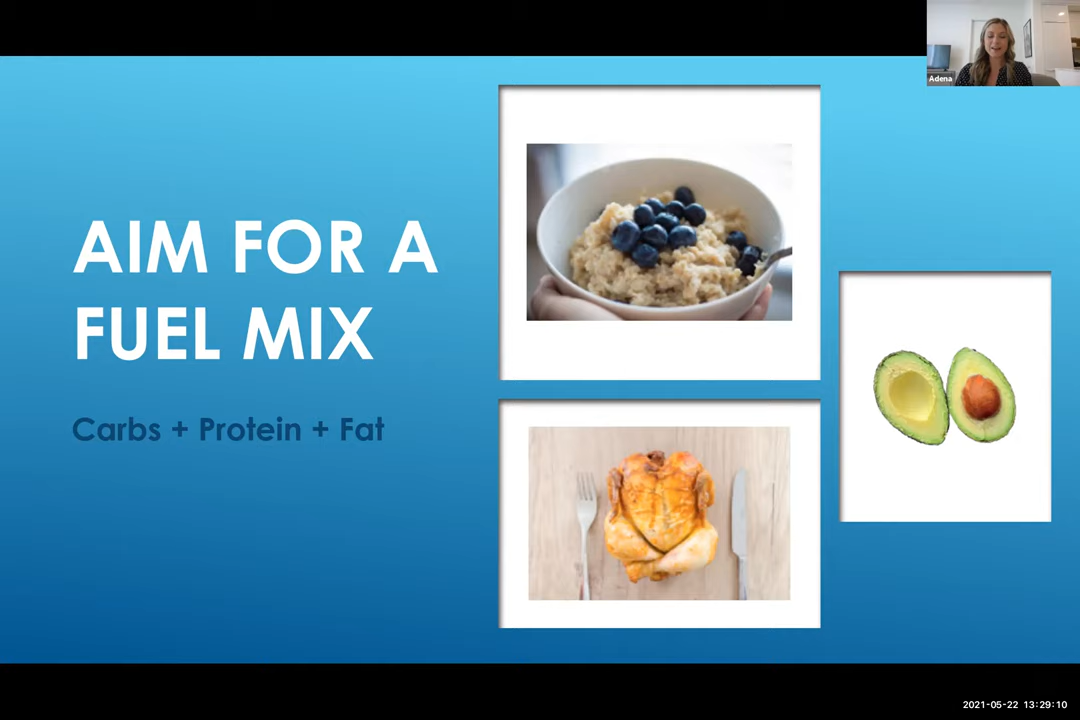 Adena
AIM FOR A
FUEL MIX
Carbs + Protein + Fat
2021-05-22 13:29:10